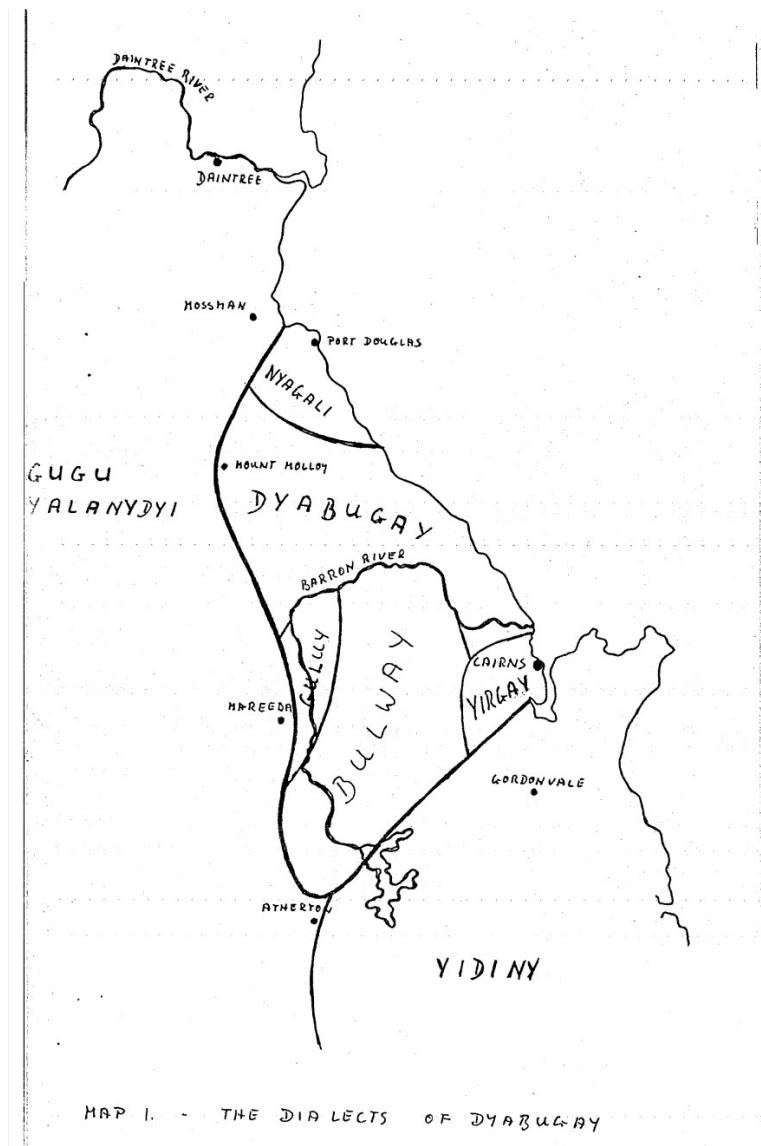 DAINTREE RIVER
DAINTREE
MOSSMAN
PORT DOUGLAS
NYAGALI
MOUNT MOLLOY
GUGU
YALANYDYI
DYABUGAY
BARRON RIVER
GULUY
BULWAY
CAIRNS
YIRGAY
MAREEDA
GORDONVALE
ATHERTON
YIDINY
MAP 1. - THE DIALECTS OF DYABUGAY